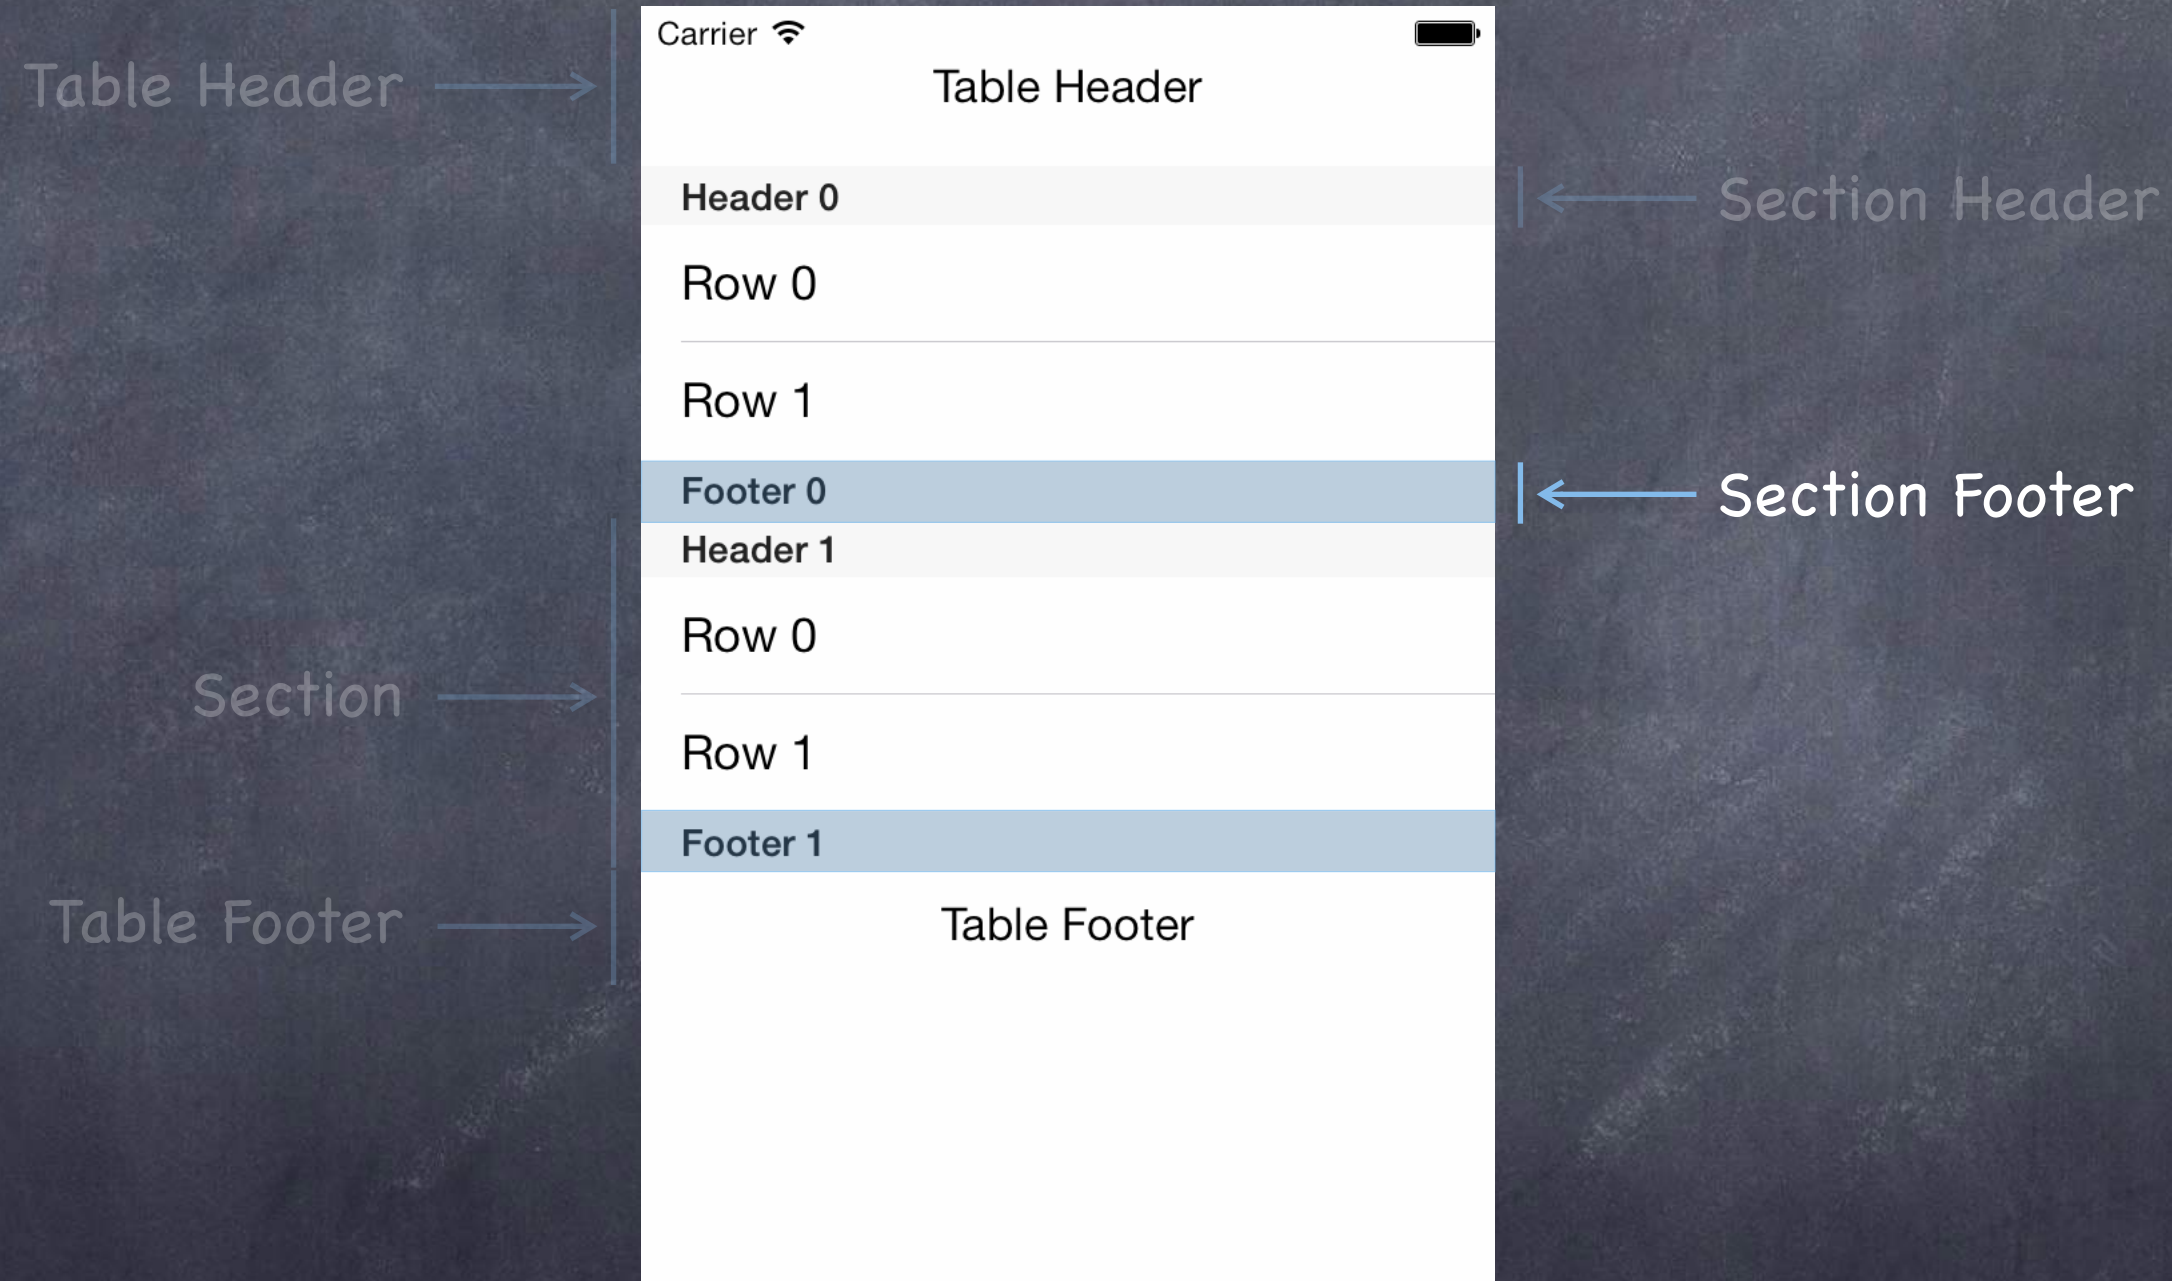 Carrier
Table Header
Table Header
Header 0
Section Header
Row 0
Row 1
Footer 0
Section Footer
Header 1
Row 0
Section
Row 1
Footer 1
Table Footer
Table Footer